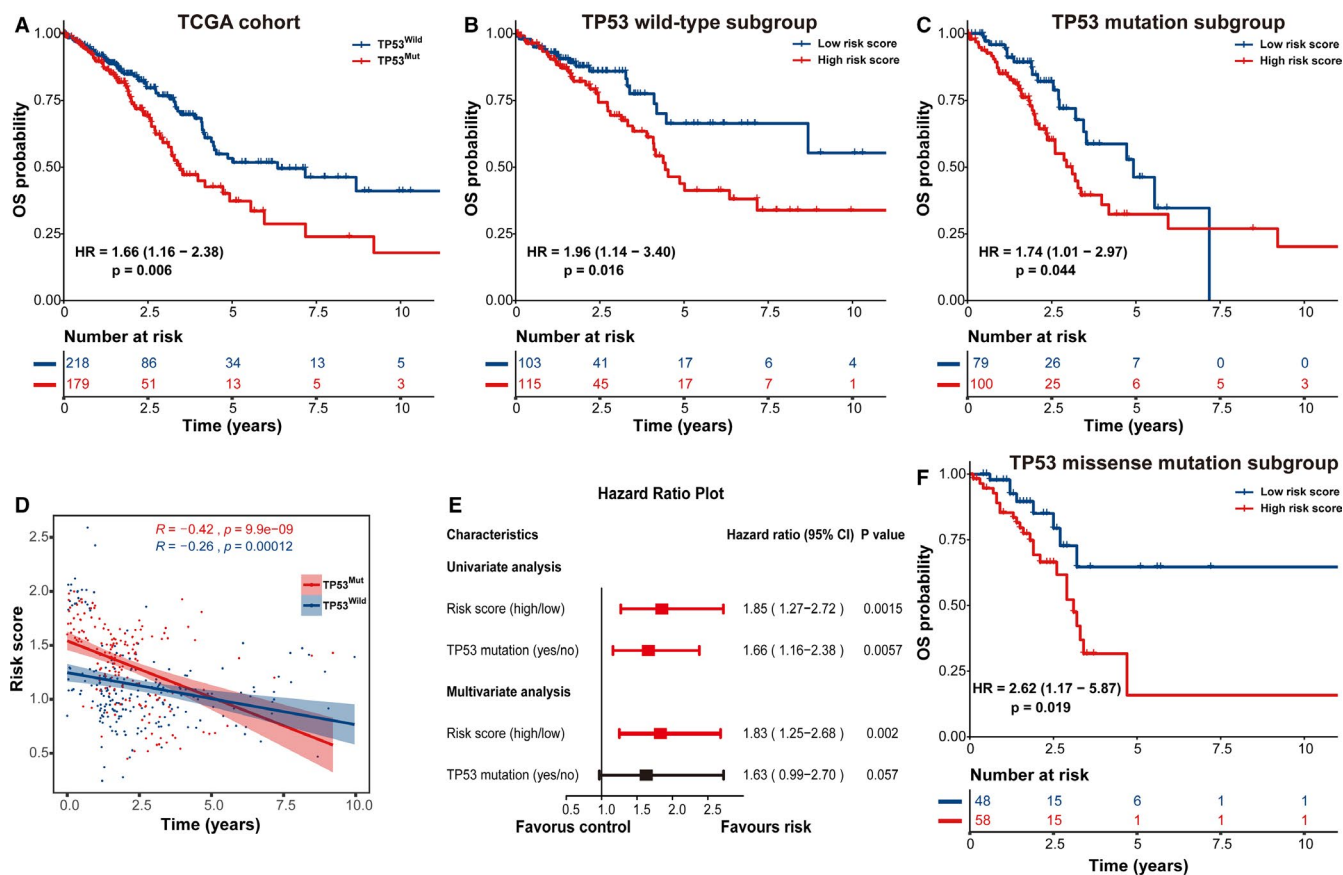 A
TCGA cohort
TP53Wild
TP53Mut
OS probability
1.00
0.75
0.50
0.25
0.00
HR = 1.66 (1.16 − 2.38)
p = 0.006
0 2.5 5 7.5 10
Number at risk
218 86 34 13 5
179 51 13 5 3
0 2.5 5 7.5 10
Time (years)
B
TP53 wild-type subgroup
Low risk score
High risk score
OS probability
1.00
0.75
0.50
0.25
0.00
HR = 1.96 (1.14 − 3.40)
p = 0.016
0 2.5 5 7.5 10
Number at risk
103 41 17 6 4
115 45 17 7 1
0 2.5 5 7.5 10
Time (years)
C
TP53 mutation subgroup
Low risk score
High risk score
OS probability
1.00
0.75
0.50
0.25
0.00
HR = 1.74 (1.01 − 2.97)
p = 0.044
0 2.5 5 7.5 10
Number at risk
79 26 7 0 0
100 25 6 5 3
0 2.5 5 7.5 10
Time (years)
D
R = −0.42 , p = 9.9e−09
R = −0.26 , p = 0.00012
TP53Mut
TP53Wild
Risk score
2.5
2.0
1.5
1.0
0.5
0.0 2.5 5.0 7.5 10.0
Time (years)
E
Hazard Ratio Plot
Characteristics Hazard ratio (95% CI) P value
Univariate analysis
Risk score (high/low) 1.85 ( 1.27−2.72 ) 0.0015
TP53 mutation (yes/no) 1.66 ( 1.16−2.38 ) 0.0057
Multivariate analysis
Risk score (high/low) 1.83 ( 1.25−2.68 ) 0.002
TP53 mutation (yes/no) 1.63 ( 0.99−2.70 ) 0.057
0.5 1.0 1.5 2.0 2.5
Favorus control Favours risk
F
TP53 missense mutation subgroup
Low risk score
High risk score
OS probability
1.00
0.75
0.50
0.25
0.00
HR = 2.62 (1.17 − 5.87)
p = 0.019
0 2.5 5 7.5 10
Number at risk
48 15 6 1 1
58 15 1 1 1
0 2.5 5 7.5 10
Time (years)